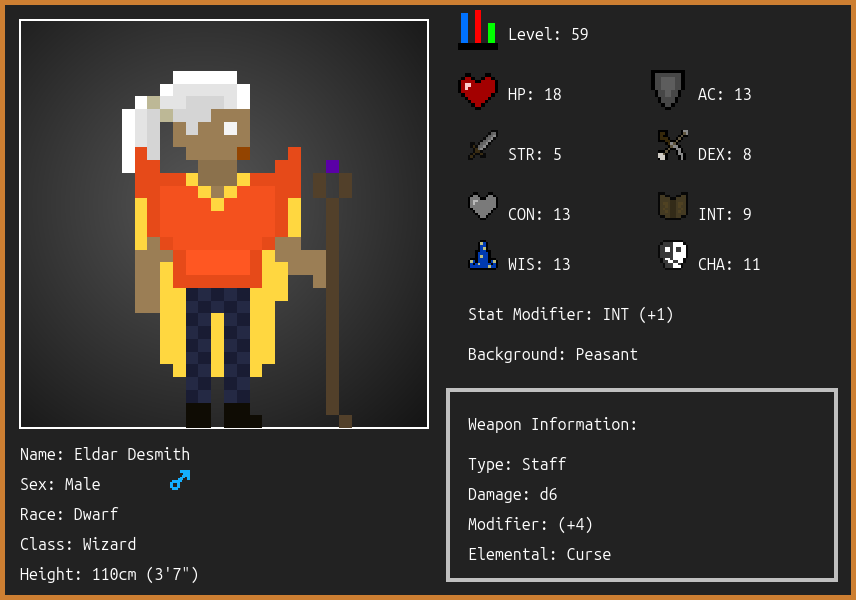 Level: 59
HP: 18
AC: 13
STR: 5
DEX: 8
CON: 13
INT: 9
WIS: 13
CHA: 11
Stat Modifier: INT (+1)
Background: Peasant
Weapon Information:
Type: Staff
Damage: d6
Modifier: (+4)
Elemental: Curse
Name: Eldar Desmith
Sex: Male
Race: Dwarf
Class: Wizard
Height: 110cm (3'7")